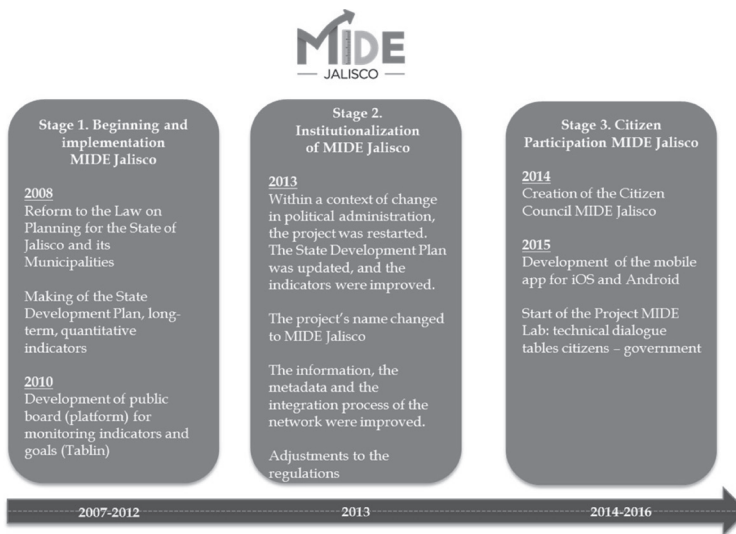 MIDE
JALISCO
Stage 1. Beginning and
implementation
MIDE Jalisco
2008
Reform to the Law on
Planning for the State of
Jalisco and its
Municipalities
Making of the State
Development Plan, long-
term, quantitative
indicators
2010
Development of public
board (platform) for
monitoring indicators and
goals (Tablin)
Stage 2.
Institutionalization
of MIDE Jalisco
2013
Within a context of change
in political administration,
the project was restarted.
The State Development Plan
was updated, and the
indicators were improved.
The project's name changed
to MIDE Jalisco
The information, the
metadata and the
integration process of the
network were improved.
Adjustments to the
regulations
Stage 3. Citizen
Participation MIDE Jalisco
2014
Creation of the Citizen
Council MIDE Jalisco
2015
Development of the mobile
app for iOS and Android
Start of the Project MIDE
Lab: technical dialogue
tables citizens – government
2007-2012
2013
2014-2016